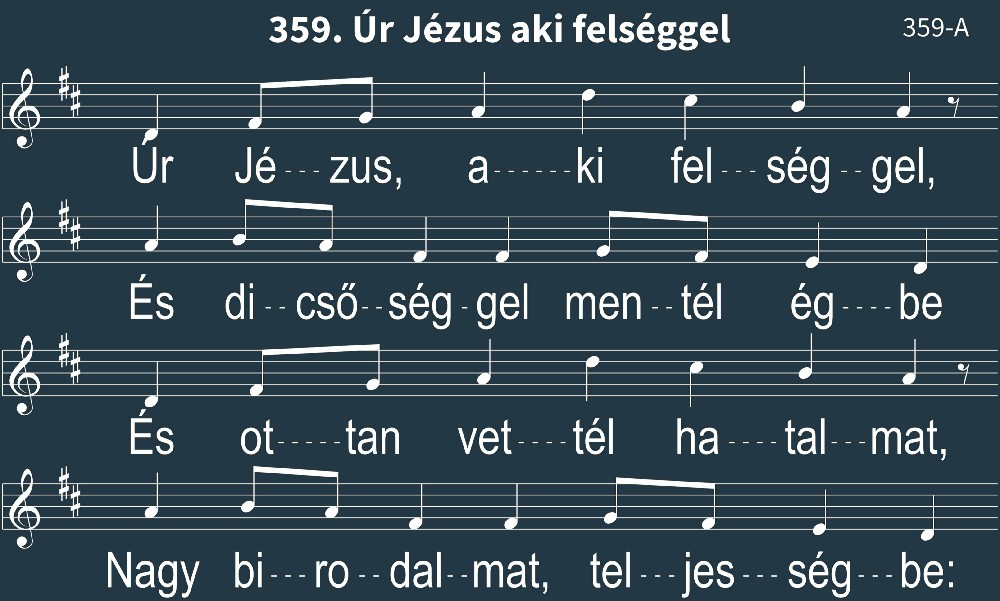 359. Úr Jézus aki felséggel
359-A
Úr Jé---zus, a------ki fel---ség--gel,
És di--cső--ség-gel men--tél ég----be
És ot-----tan vet----tél ha----tal---mat,
Nagy bi---ro--dal--mat, tel---jes---ség---be: